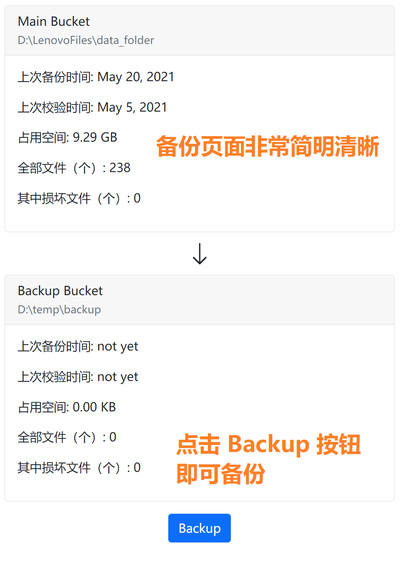 Main Bucket
D:\LenovoFiles\data_folder
上次备份时间: May 20, 2021
上次校验时间: May 5, 2021
占用空间: 9.29 GB
备份页面非常简明清晰
全部文件（个）: 238
其中损坏文件（个）: 0
Backup Bucket
D:\temp\backup
上次备份时间: not yet
上次校验时间: not yet
占用空间: 0.00 KB
全部文件（个）: 0
点击 Backup 按钮
其中损坏文件（个）: 0
即可备份
Backup